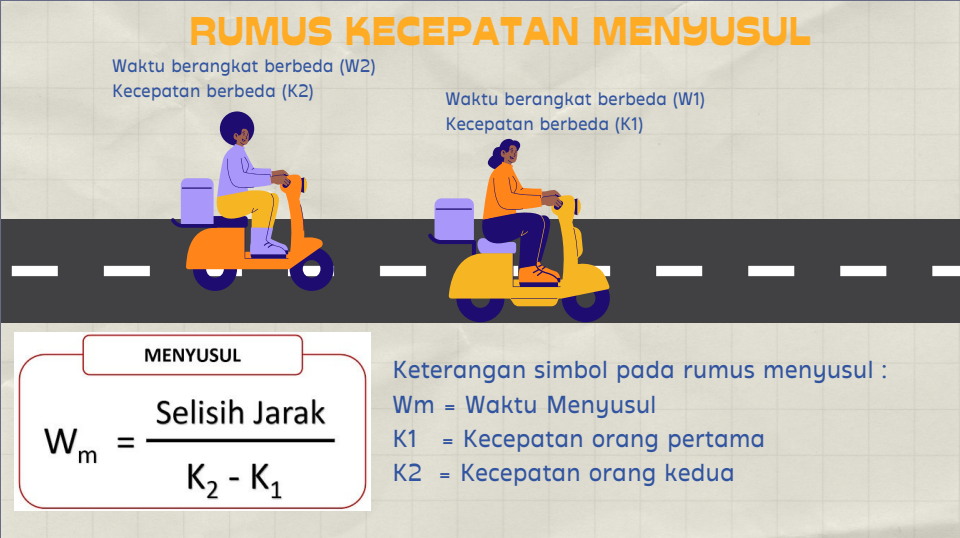 RUMUS KECEPATAN MENYUSUL
Waktu berangkat berbeda (W2)
Kecepatan berbeda (K2)
Waktu berangkat berbeda (W1)
Kecepatan berbeda (K1)
MENYUSUL
Wm = Selisih Jarak
K2 - K1
Keterangan simbol pada rumus menyusul :
Wm = Waktu Menyusul
K1 = Kecepatan orang pertama
K2 = Kecepatan orang kedua